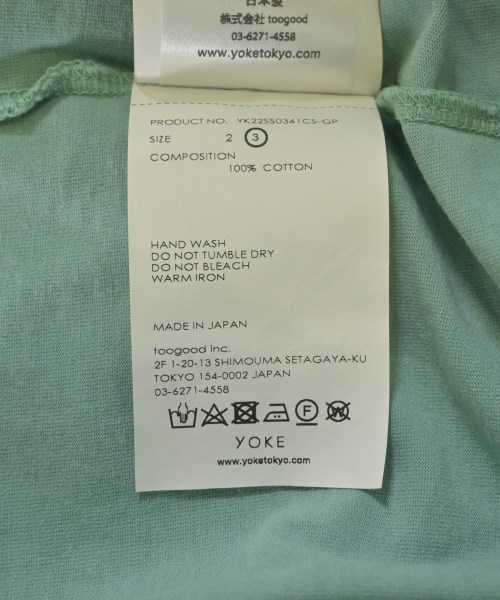 日本製
株式会社 toogood
03-6271-4558
www.yoketokyo.com
PRODUCT NO. YK22SS0341CS-GP
SIZE 2 3
COMPOSITION
100% COTTON
HAND WASH
DO NOT TUMBLE DRY
DO NOT BLEACH
WARM IRON
MADE IN JAPAN
toogood inc.
2F 1-20-13 SHIMOUMA SETAGAYA-KU
TOKYO 154-0002 JAPAN
03-6271-4558
F W
YOKE
www.yoketokyo.com